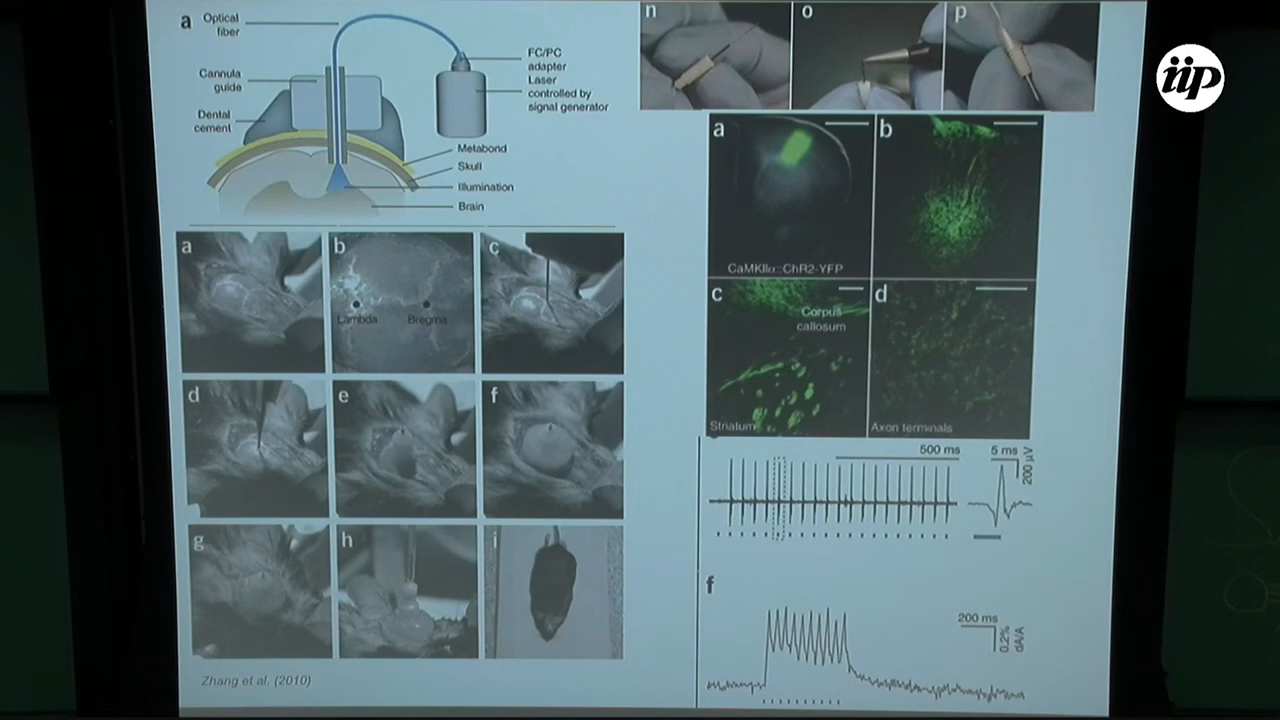 a
Optical
fiber
Cannula
guide
Dental
cement
FC/PC
adapter
Laser
controlled by
signal generator
Metabond
Skull
Illumination
Brain
a
b
c
Lambda
Bregma
d
e
f
g
h
i
Zhang et al. (2010)
n
o
p
a
b
CaMKIIα::ChR2-YFP
c
Corpus
callosum
Striatum
d
Axon terminals
500 ms
5 ms
200 μV
f
200 ms
0.2%
dA/A
iip